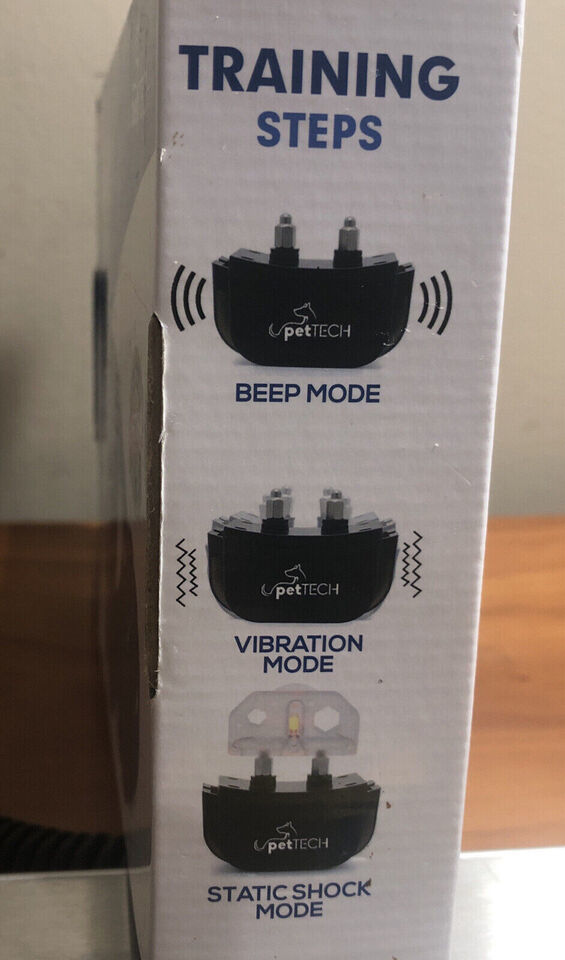 TRAINING
STEPS
petTECH
BEEP MODE
petTECH
VIBRATION
MODE
petTECH
STATIC SHOCK
MODE